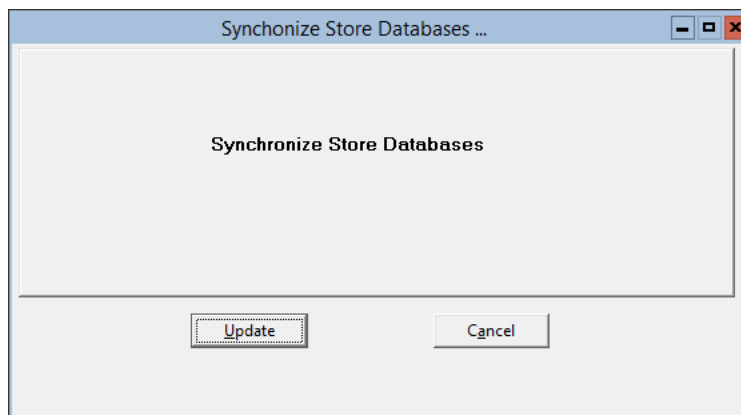 Synchonize Store Databases ...
Synchronize Store Databases
Update
Cancel